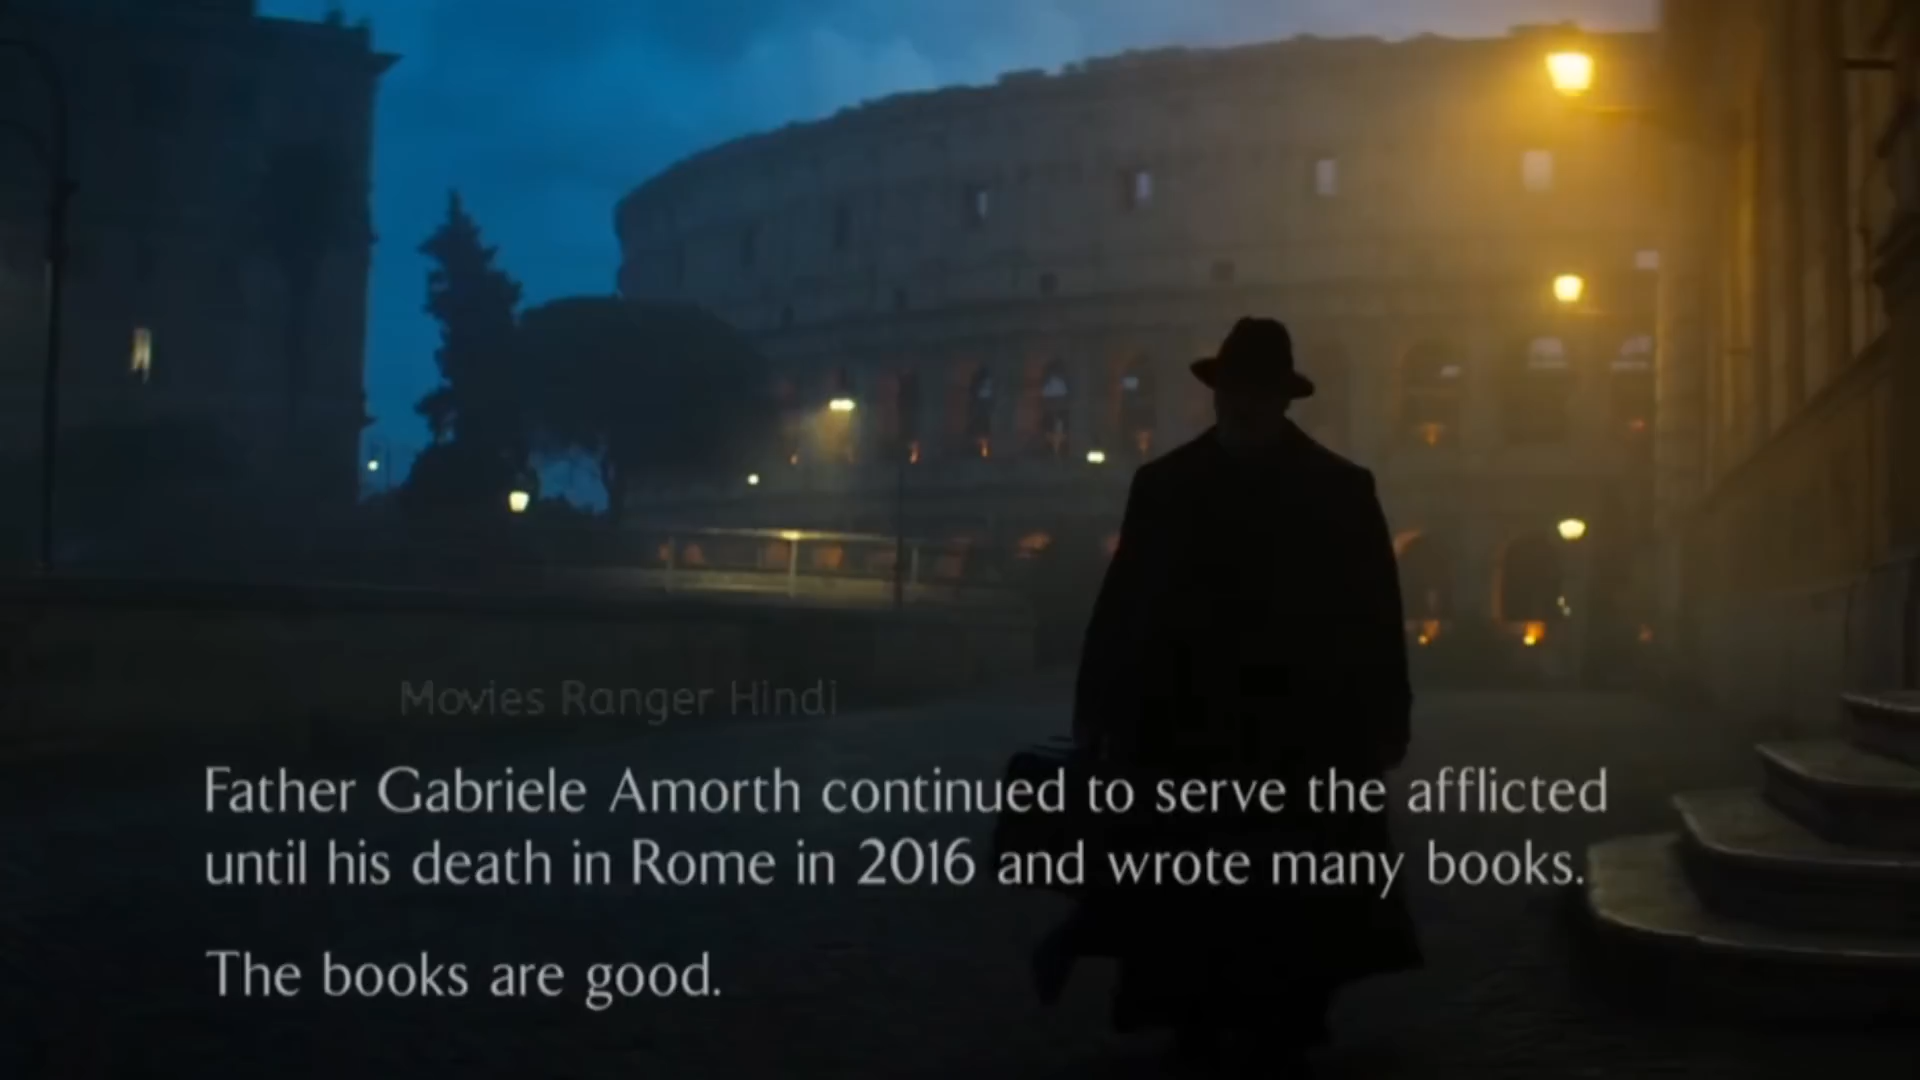 Movies Ranger Hindi
Father Gabriele Amorth continued to serve the afflicted
until his death in Rome in 2016 and wrote many books.
The books are good.